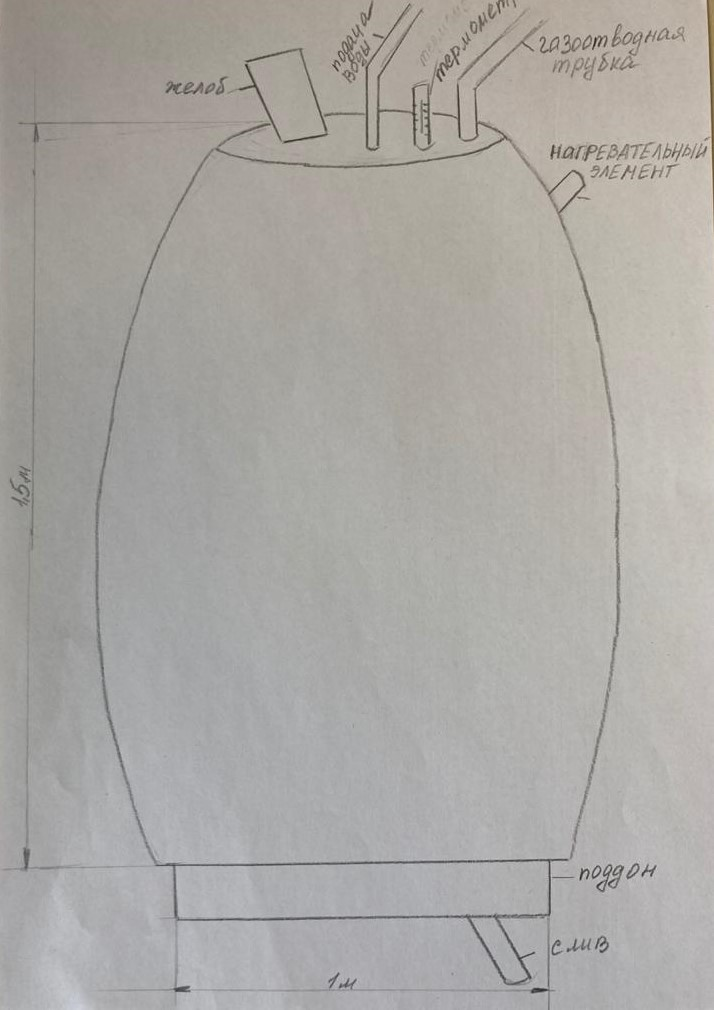 подача
воды
термометр
газоотводная
трубка
желоб
НАГРЕВАТЕЛЬНЫЙ
ЭЛЕМЕНТ
1,5м
поддон
слив
1м